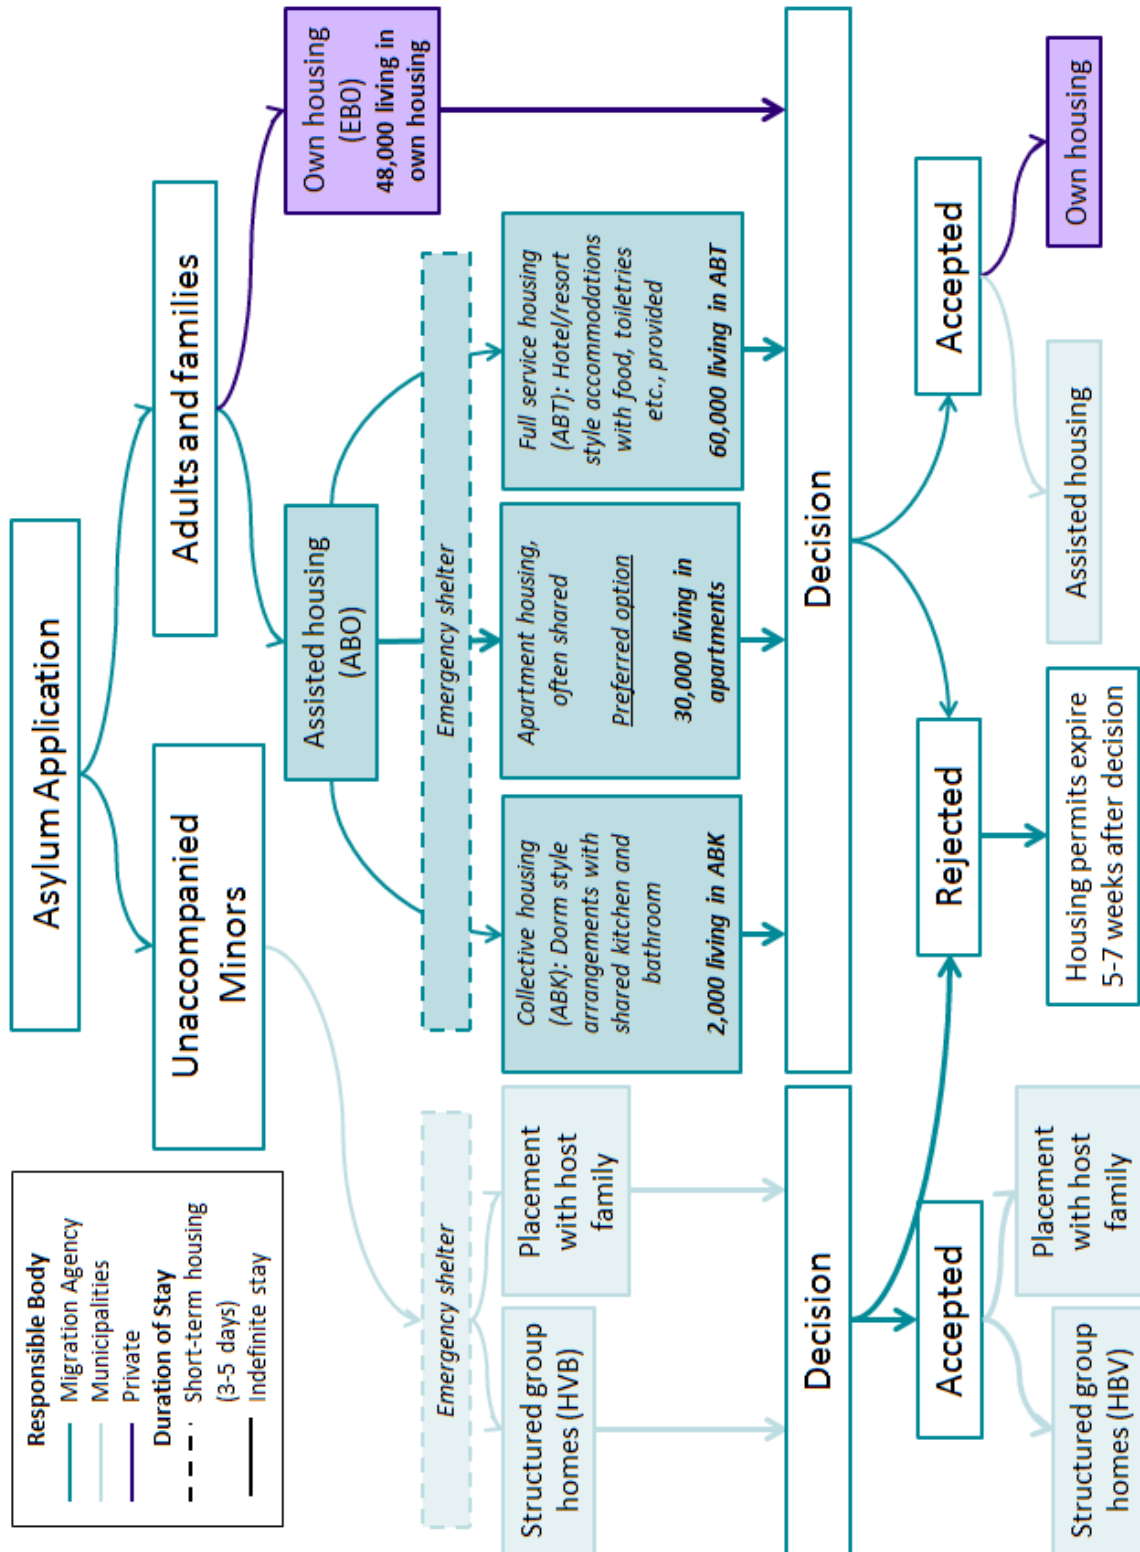 Asylum Application
Responsible Body
Migration Agency
Municipalities
Private
Duration of Stay
Short-term housing
(3-5 days)
Indefinite stay
Unaccompanied
Minors
Adults and families
Assisted housing
(ABO)
Own housing
(EBO)
48,000 living in
own housing
Emergency shelter
Emergency shelter
Structured group
homes (HVB)
Placement
with host
family
Collective housing
(ABK): Dorm style
arrangements with
shared kitchen and
bathroom
2,000 living in ABK
Apartment housing,
often shared
Preferred option
30,000 living in
apartments
Full service housing
(ABT): Hotel/resort
style accommodations
with food, toiletries
etc., provided
60,000 living in ABT
Decision
Decision
Accepted
Rejected
Accepted
Structured group
homes (HBV)
Placement
with host
family
Housing permits expire
5-7 weeks after decision
Assisted housing
Own housing